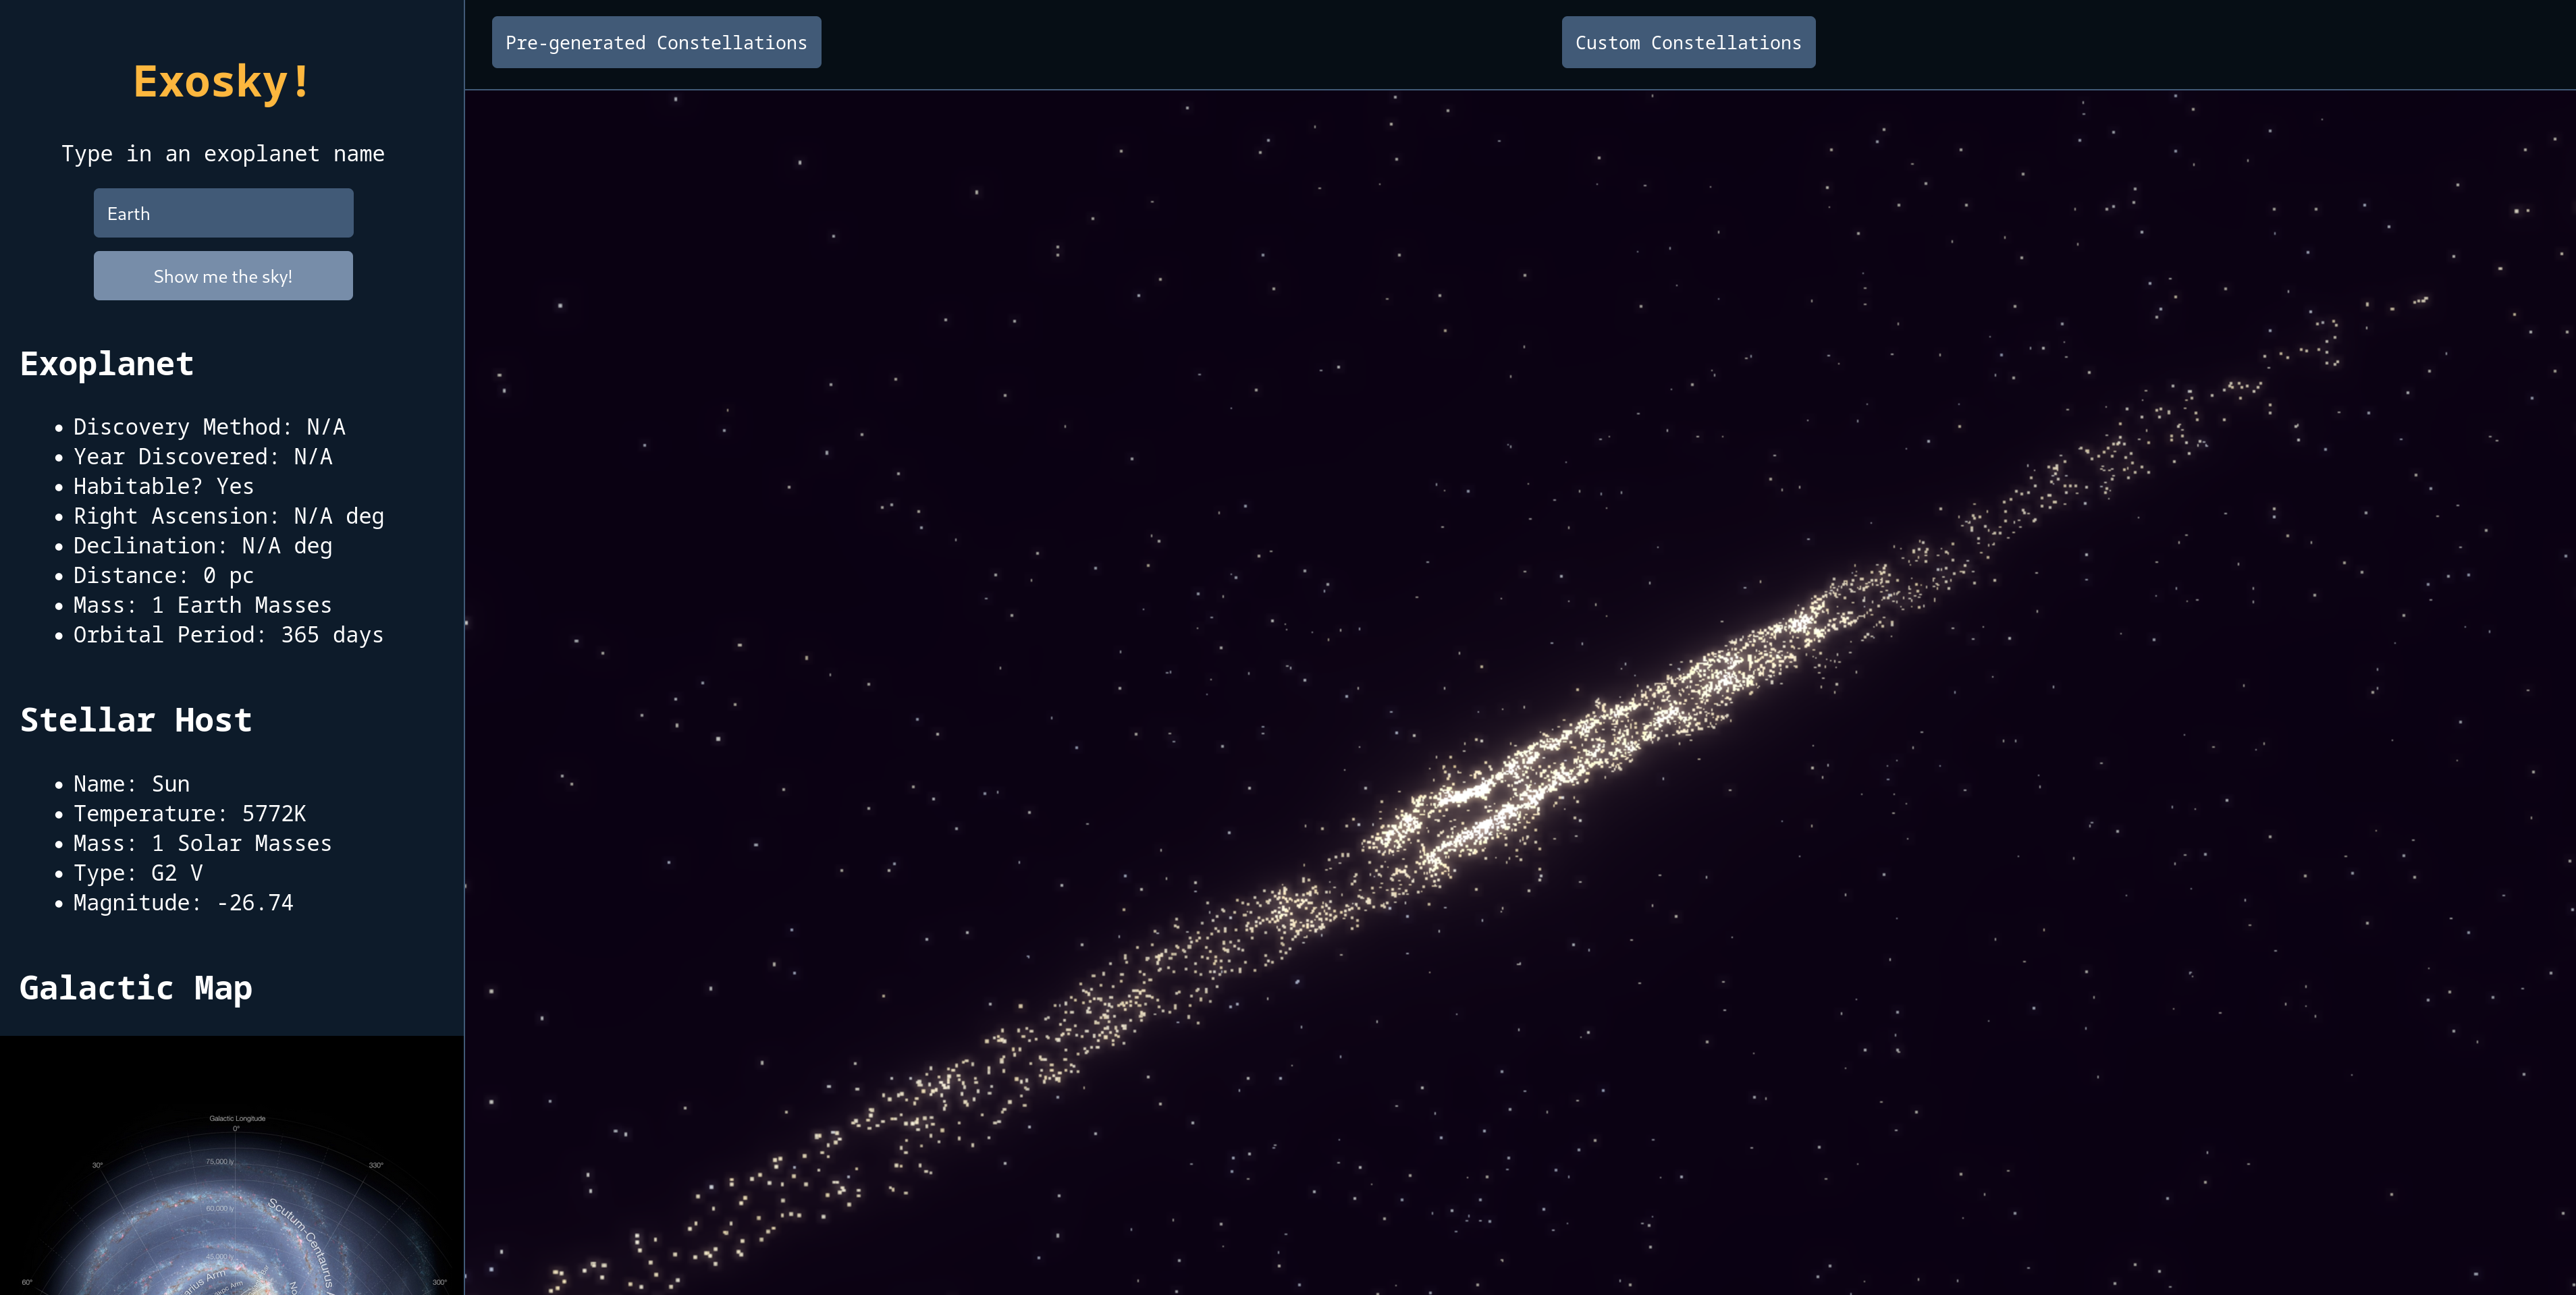 Exosky!
Type in an exoplanet name
Earth
Show me the sky!
Exoplanet
Discovery Method: N/A
Year Discovered: N/A
Habitable? Yes
Right Ascension: N/A deg
Declination: N/A deg
Distance: 0 pc
Mass: 1 Earth Masses
Orbital Period: 365 days
Stellar Host
Name: Sun
Temperature: 5772K
Mass: 1 Solar Masses
Type: G2 V
Magnitude: -26.74
Galactic Map
Galactic Longitude
0°
30°
330°
75,000 ly
60,000 ly
45,000 ly
Scutum-Centaurus
Arm
60°
300°
Pre-generated Constellations
Custom Constellations